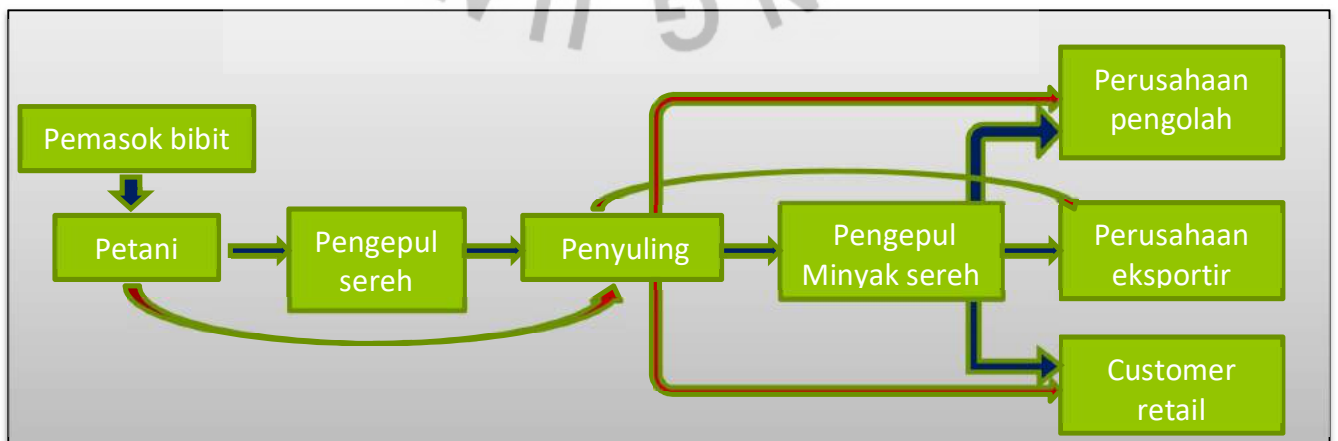 Pemasok bibit
Petani
Pengepul
sereh
Penyuling
Pengepul
Minyak sereh
Perusahaan
pengolah
Perusahaan
eksportir
Customer
retail